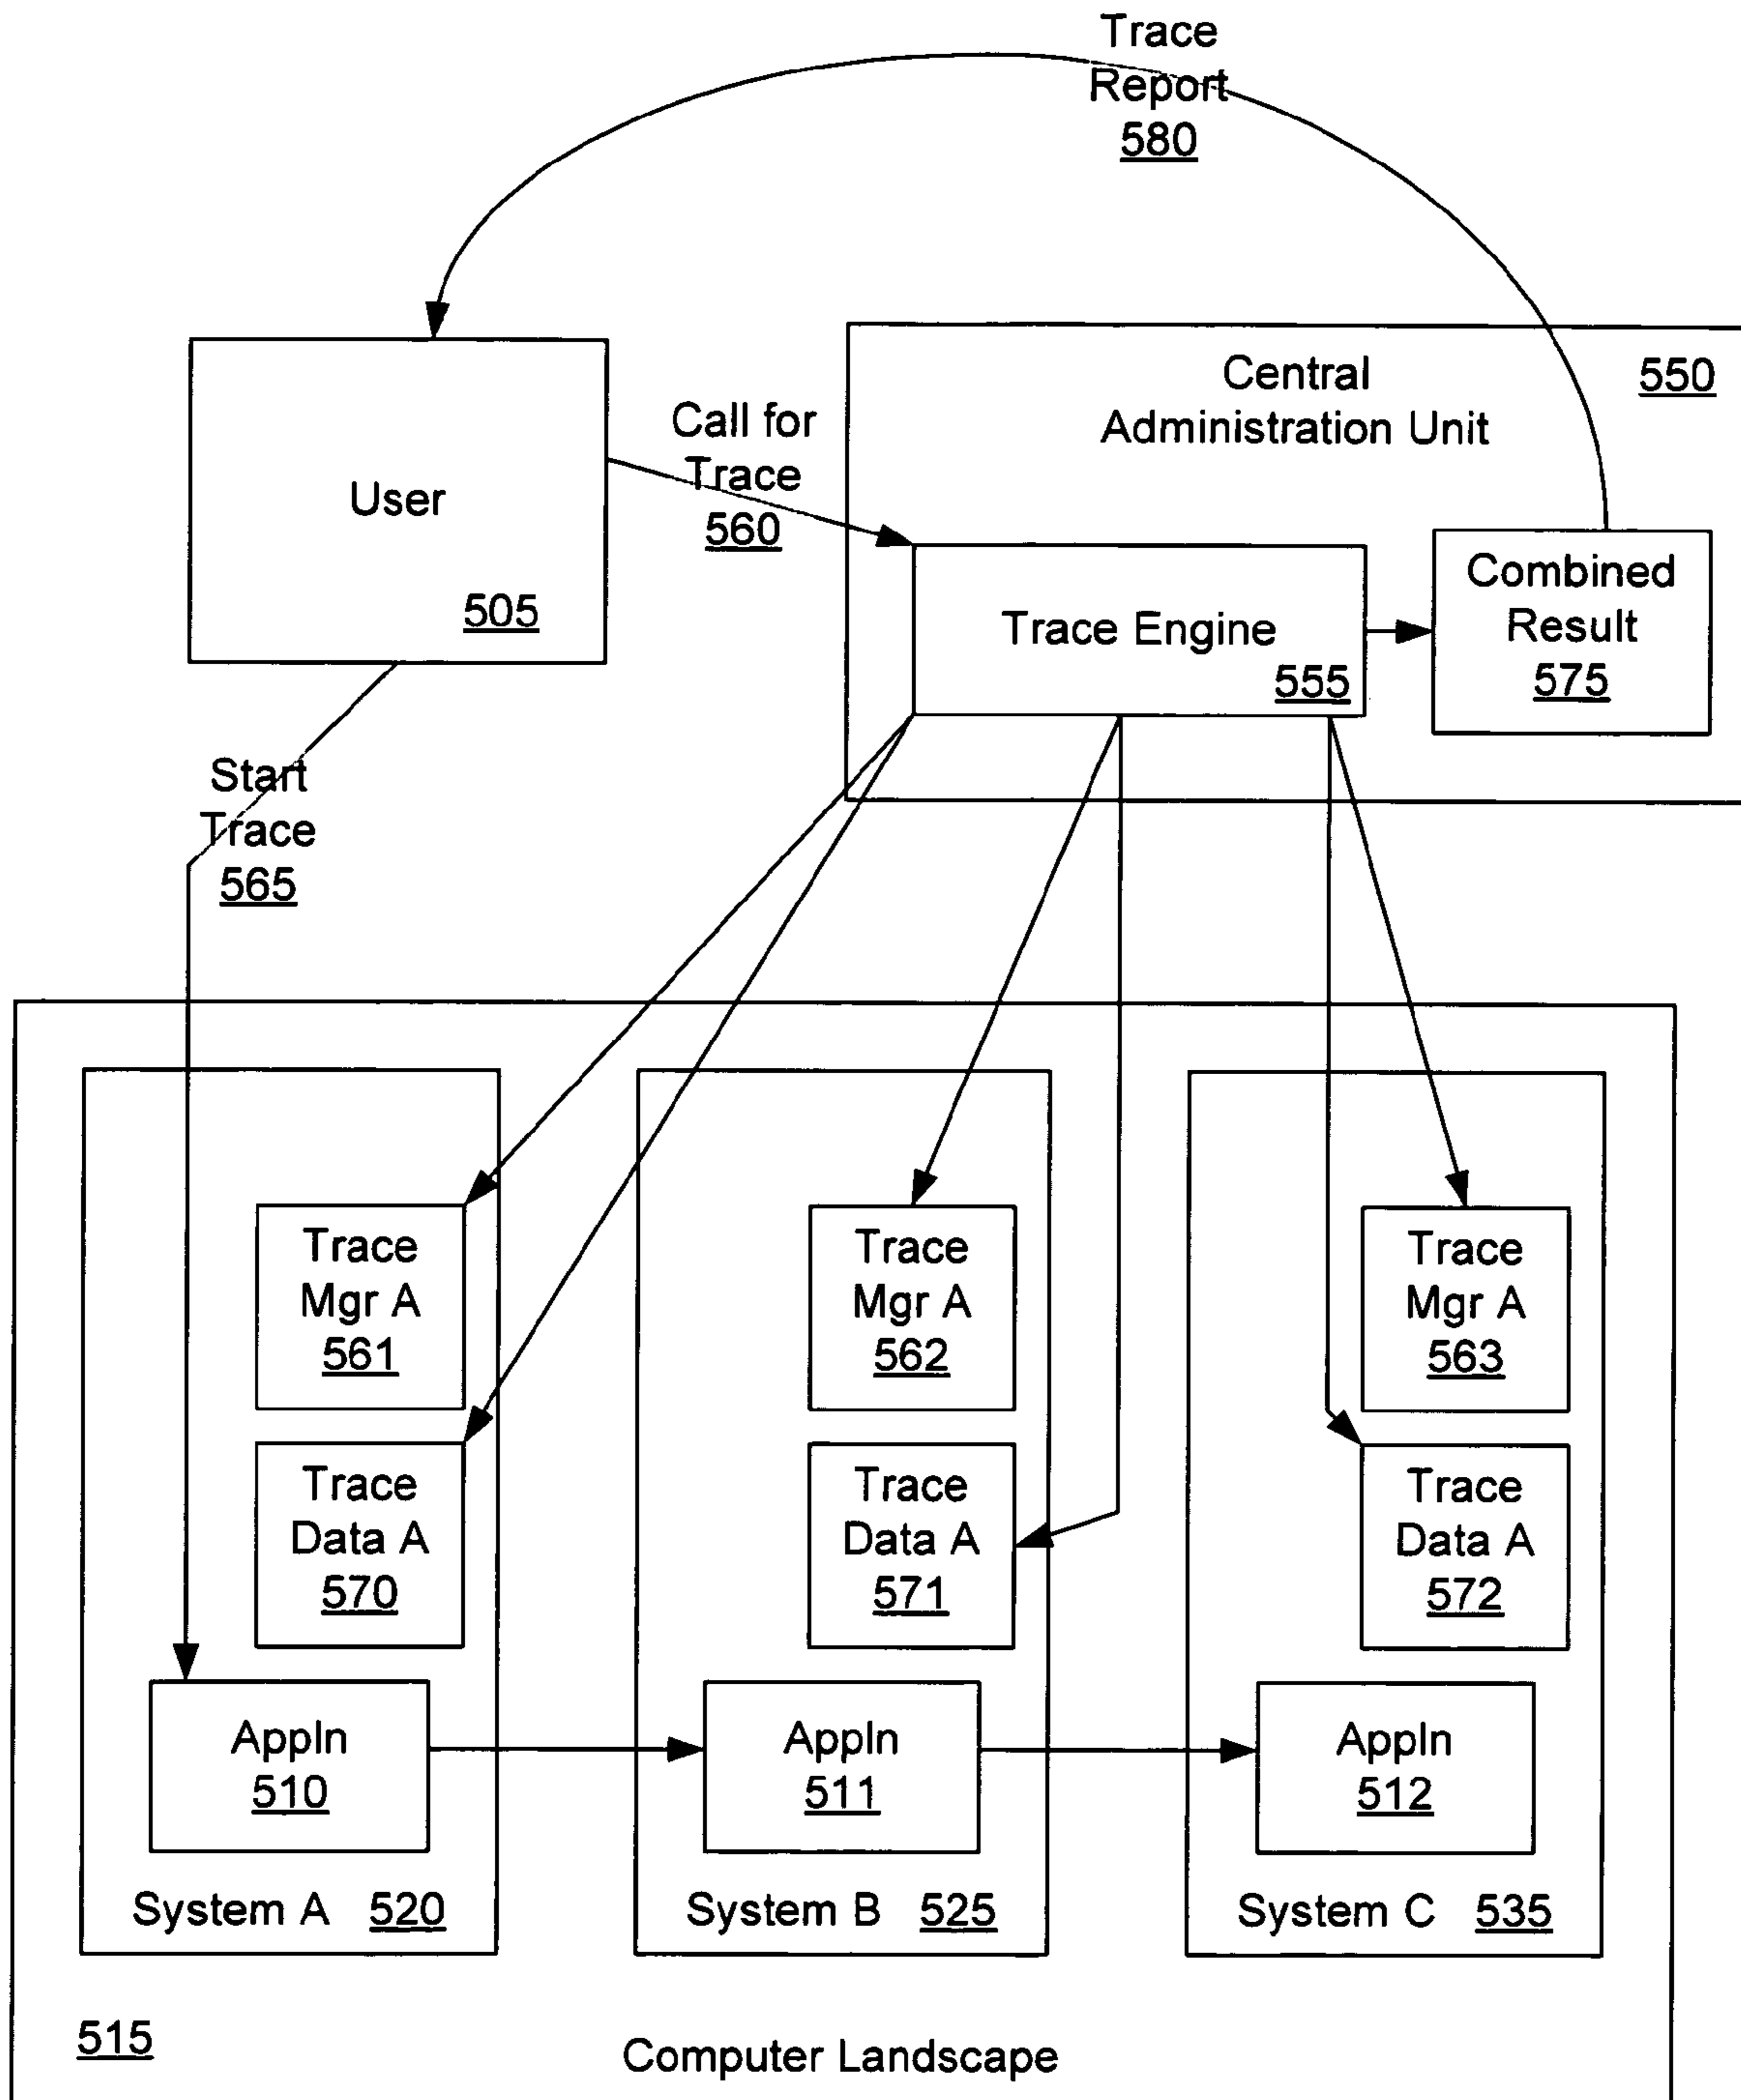 Trace
Report
580
Central
Administration Unit
550
Call for
Trace
560
User
505
Trace Engine
555
Combined
Result
575
Start
Trace
565
Trace
Mgr A
561
Trace
Mgr A
562
Trace
Mgr A
563
Trace
Data A
570
Trace
Data A
571
Trace
Data A
572
Appln
510
Appln
511
Appln
512
System A 520
System B 525
System C 535
515
Computer Landscape